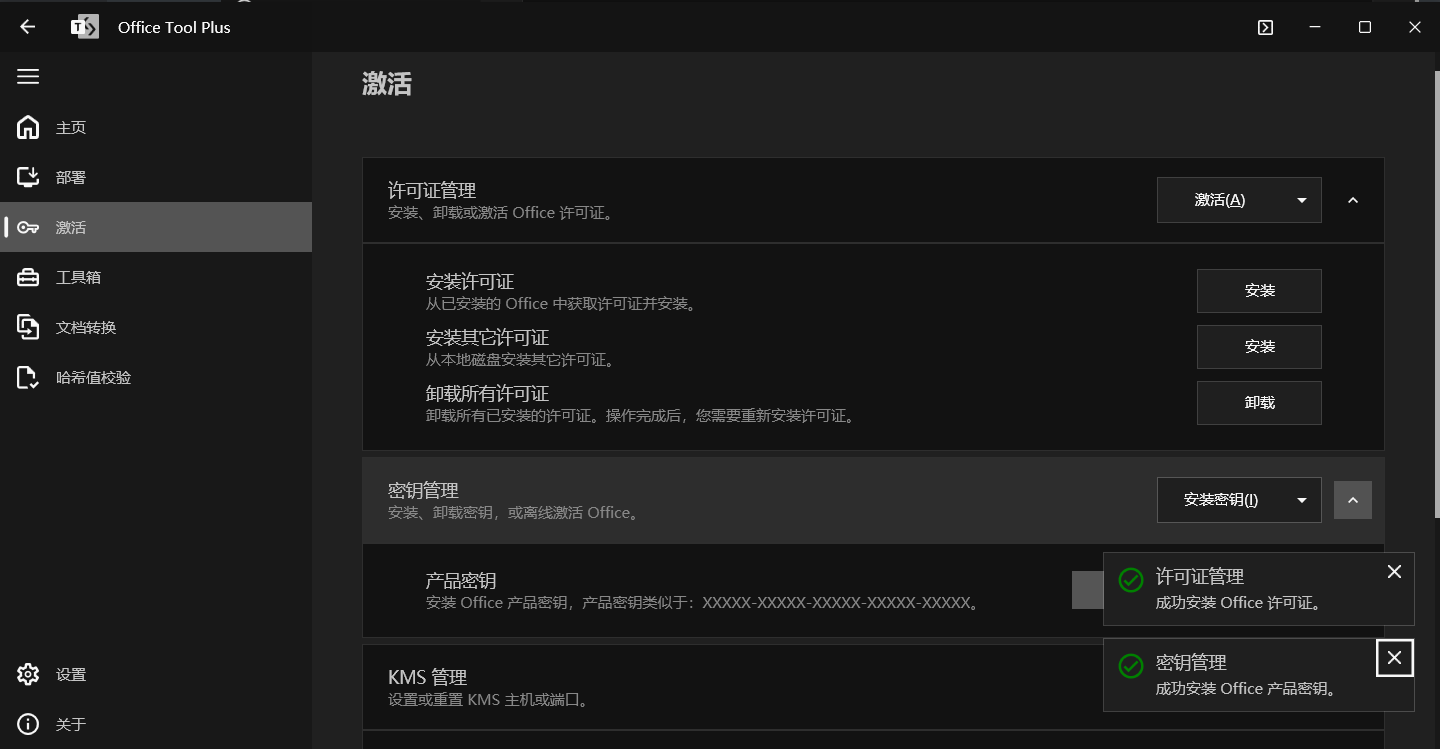 Office Tool Plus
主页
部署
激活
工具箱
文档转换
哈希值校验
设置
关于
激活
许可证管理
安装、卸载或激活 Office 许可证。
激活(A)
安装许可证
从已安装的 Office 中获取许可证并安装。
安装
安装其它许可证
从本地磁盘安装其它许可证。
安装
卸载所有许可证
卸载所有已安装的许可证。操作完成后，您需要重新安装许可证。
卸载
密钥管理
安装、卸载密钥，或离线激活 Office。
安装密钥(I)
产品密钥
安装 Office 产品密钥，产品密钥类似于：XXXXX-XXXXX-XXXXX-XXXXX-XXXXX。
KMS 管理
设置或重置 KMS 主机或端口。
许可证管理
成功安装 Office 许可证。
密钥管理
成功安装 Office 产品密钥。